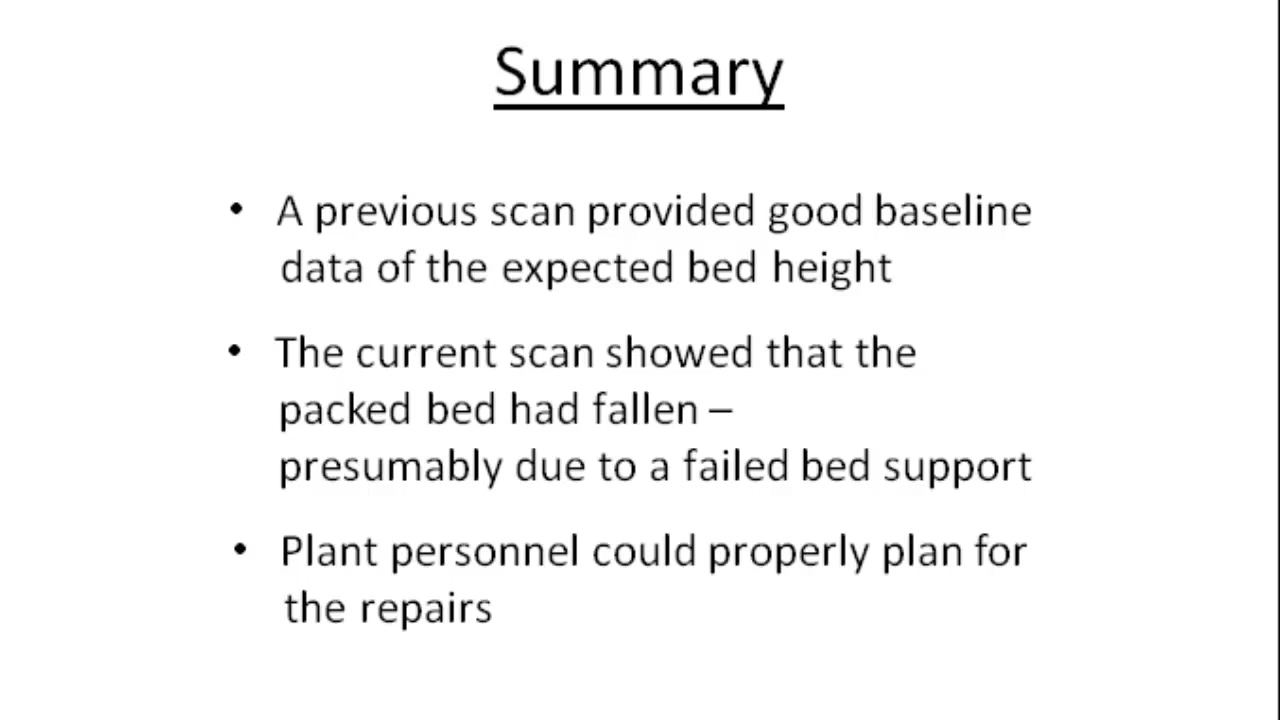 Summary
• A previous scan provided good baseline
data of the expected bed height
• The current scan showed that the
packed bed had fallen –
presumably due to a failed bed support
• Plant personnel could properly plan for
the repairs